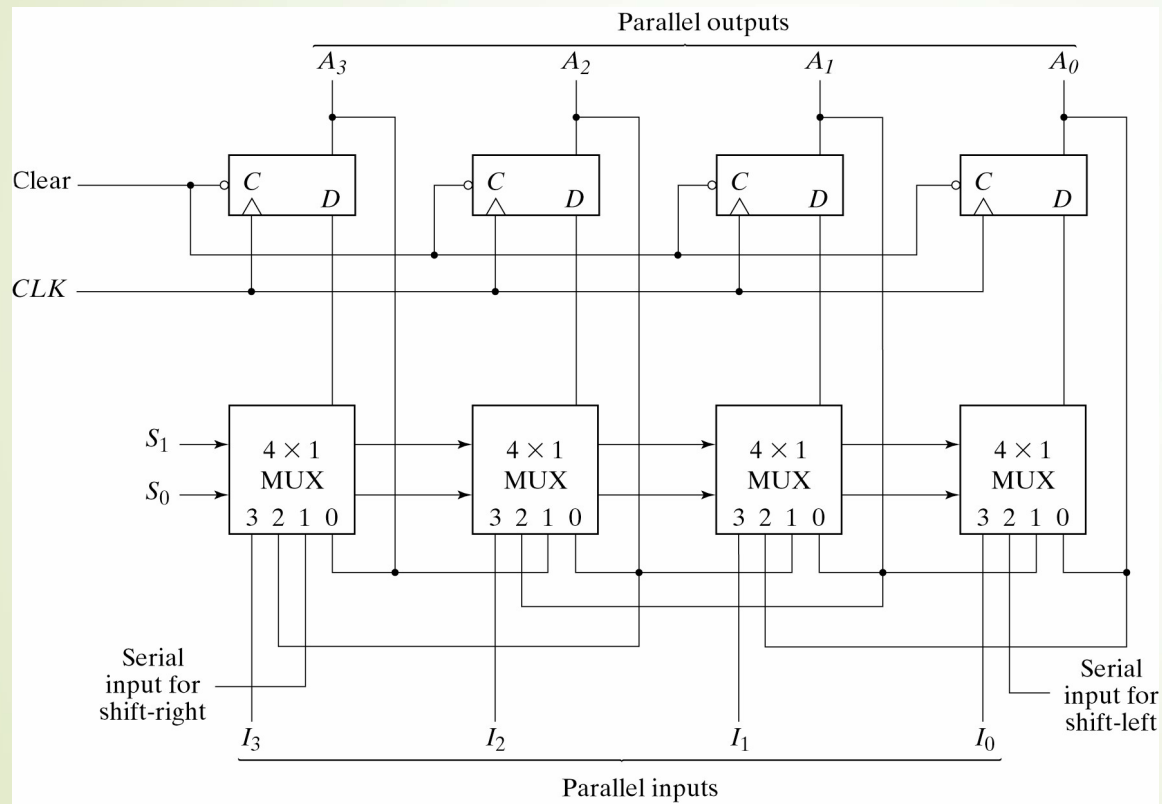 Parallel outputs
A3 A2 A1 A0
Clear C D C D C D C D
CLK
S1 4 × 1 4 × 1 4 × 1 4 × 1
MUX MUX MUX MUX
S0
3 2 1 0 3 2 1 0 3 2 1 0 3 2 1 0
Serial
input for
shift-right
Serial
input for
shift-left
I3 I2 I1 I0
Parallel inputs